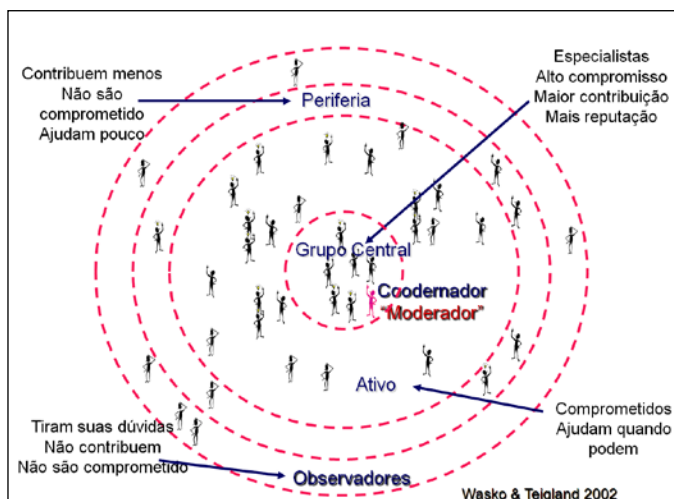 Contribuem menos
Não são
comprometido
Ajudam pouco
Especialistas
Alto compromisso
Maior contribuição
Mais reputação
Periferia
Grupo Central
Coodernador
“Moderador”
Ativo
Comprometidos
Ajudam quando
podem
Tiram suas dúvidas
Não contribuem
Não são comprometido
Observadores
Wasko & Teigland 2002